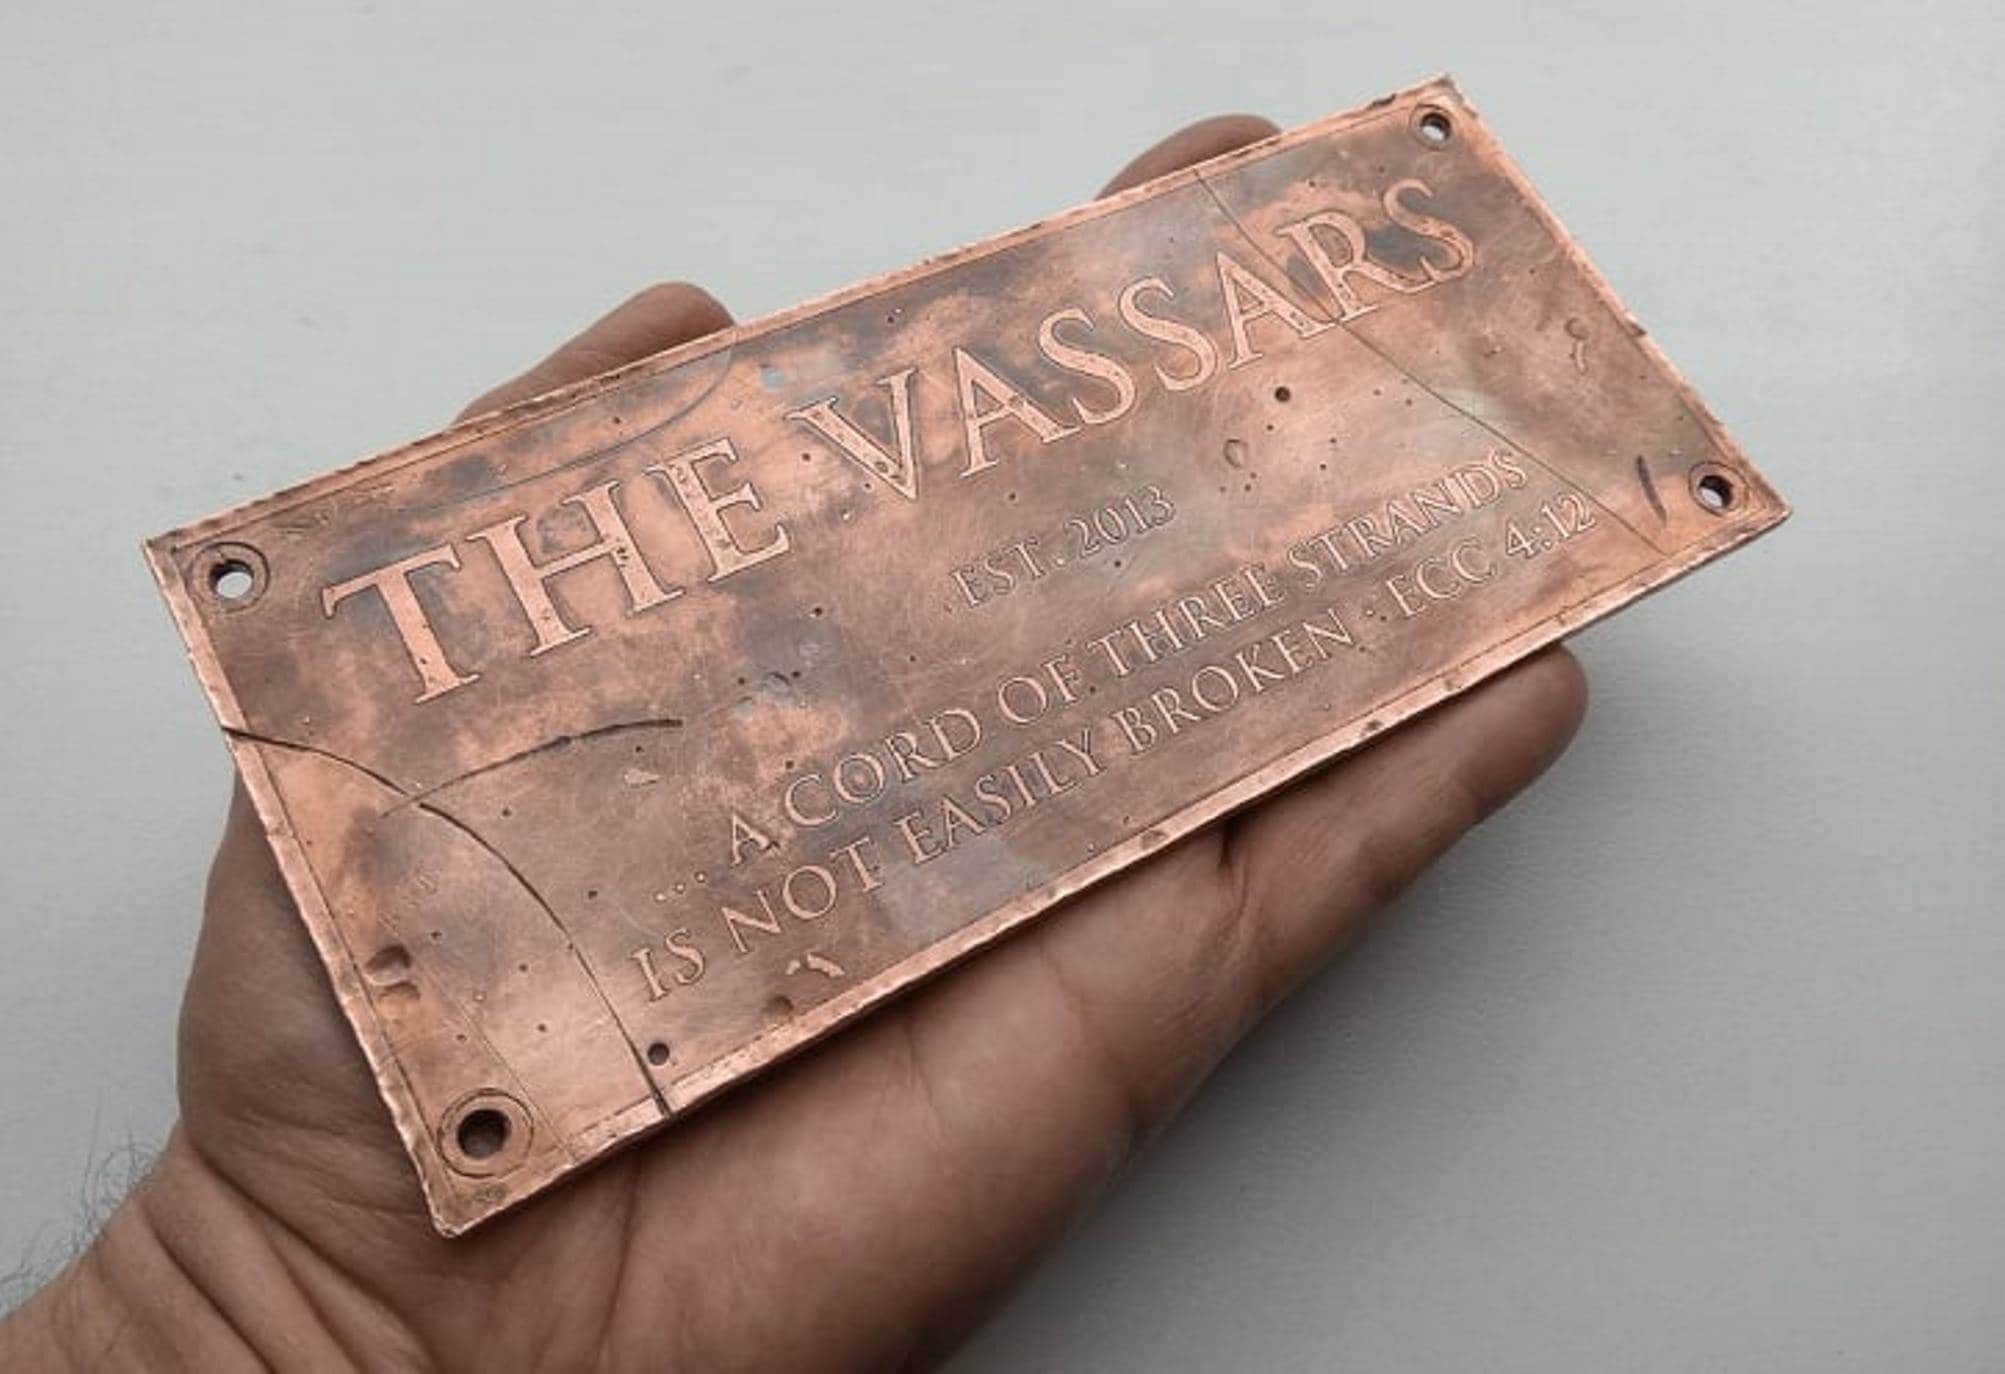 THE VASSARS
EST. 2013
... A CORD OF THREE STRANDS
IS NOT EASILY BROKEN · ECC 4:12